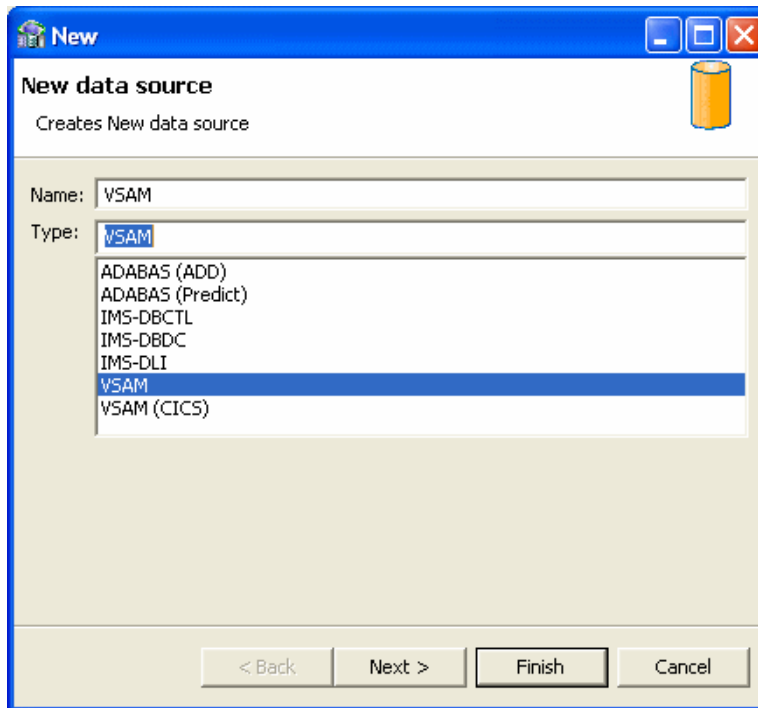 New
New data source
Creates New data source
Name: VSAM
Type: VSAM
ADABAS (ADD)
ADABAS (Predict)
IMS-DBCTL
IMS-DBDC
IMS-DLI
VSAM
VSAM (CICS)
< Back Next > Finish Cancel